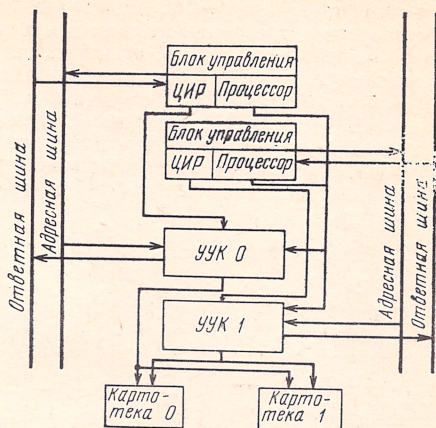 Блок управления
ЦИР Процессор
Блок управления
ЦИР Процессор
Ответная шина
Адресная шина
УУК 0
УУК 1
Адресная шина
Ответная шина
Карто-
тека 0
Карто-
тека 1